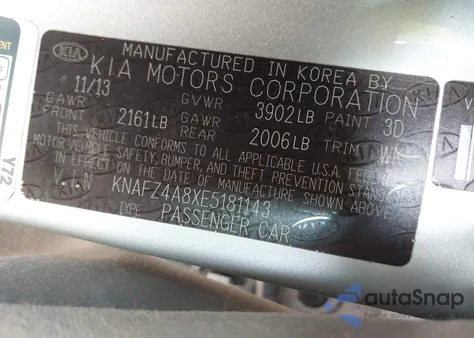 KIA
MANUFACTURED IN KOREA BY
KIA MOTORS CORPORATION
11/13 GVWR 3902LB PAINT 3D
GAWR FRONT 2161LB GAWR REAR 2006LB TRIM WK
THIS VEHICLE CONFORMS TO ALL APPLICABLE U.S.A. FEDERAL
MOTOR VEHICLE SAFETY, BUMPER, AND THEFT PREVENTION STANDARDS
IN EFFECT ON THE DATE OF MANUFACTURE SHOWN ABOVE.
V.I.N KNAFZ4A8XE5181143
TYPE PASSENGER CAR
Y72
autoSnap